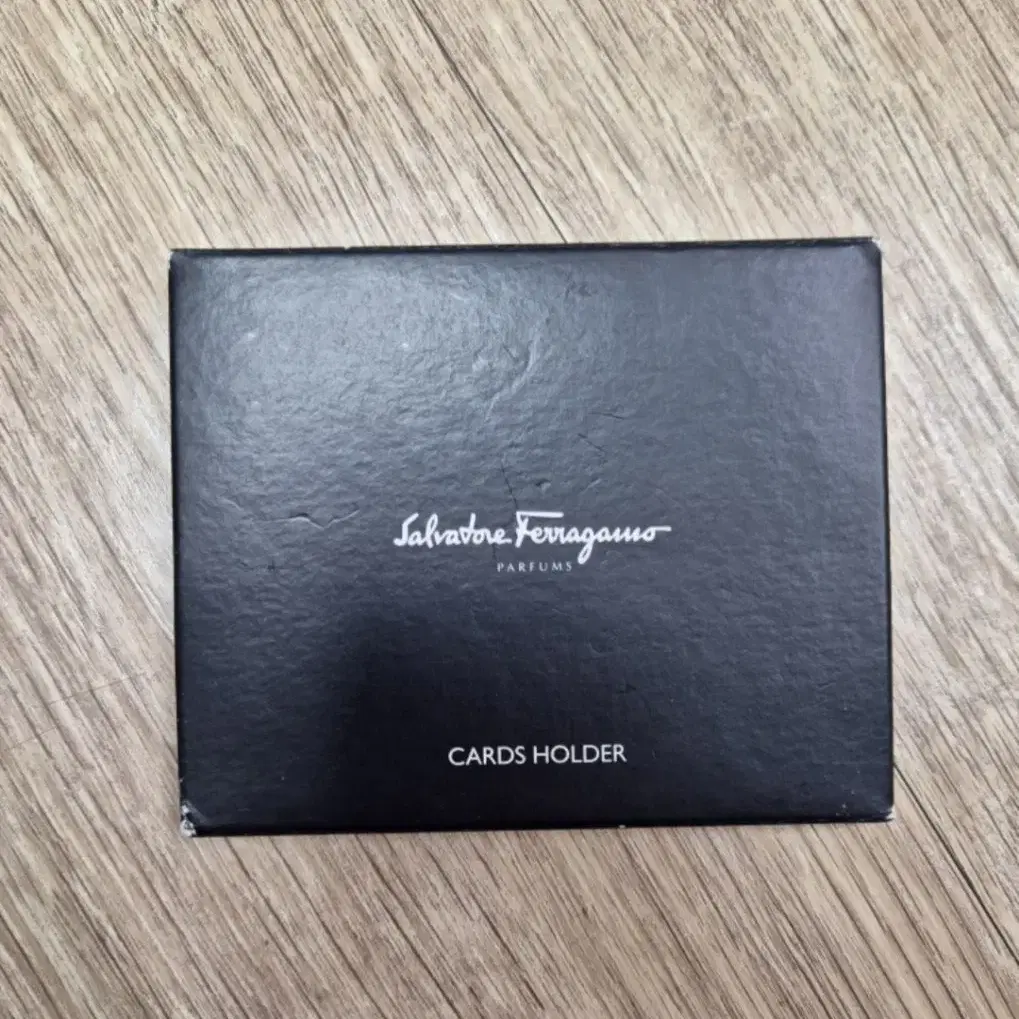 Salvatore Ferragamo
PARFUMS
CARDS HOLDER